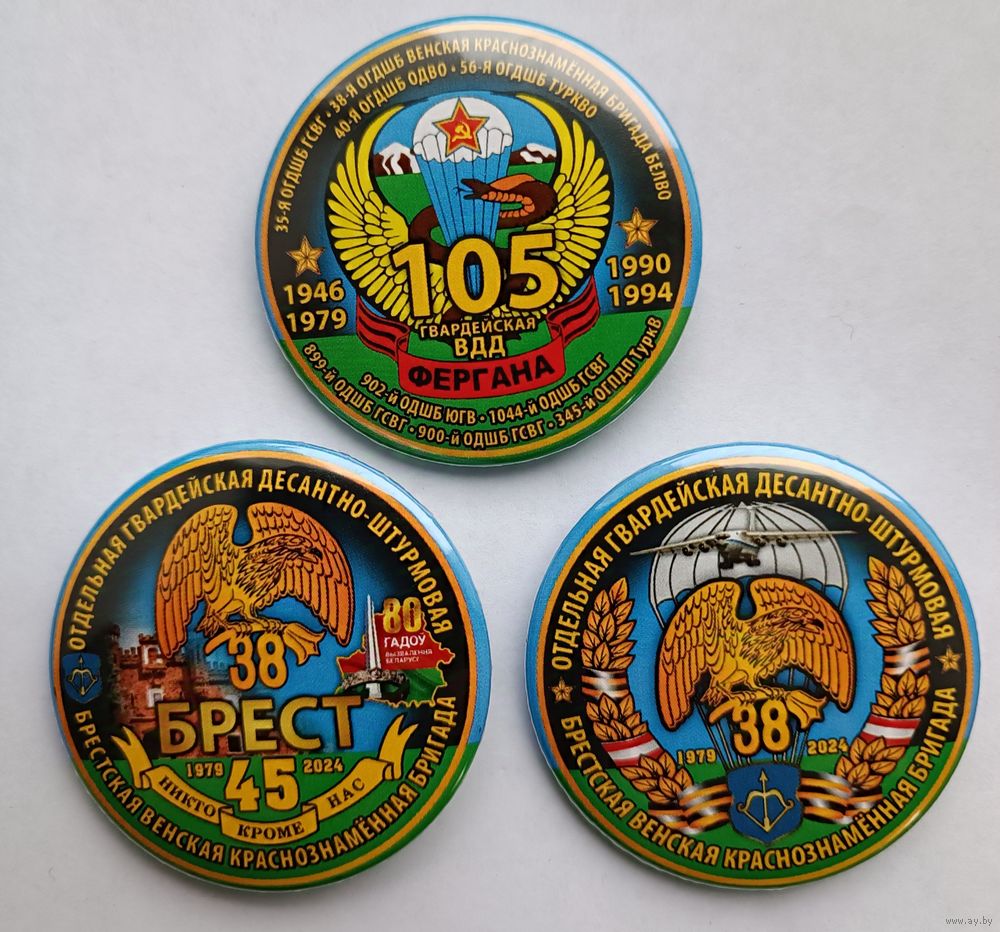 35-Я ОГДШБ ГСВГ • 38-Я ОГДШБ ВЕНСКАЯ КРАСНОЗНАМЁННАЯ БРИГАДА БЕЛВО
40-Я ОГДШБ ОДВО • 56-Я ОГДШБ ТУРКВО
1946
1979
1990
1994
105
ГВАРДЕЙСКАЯ
ВДД
ФЕРГАНА
902-й ОДШБ ЮГВ • 1044-й ОДШБ ГСВГ
899-й ОДШБ ГСВГ • 900-й ОДШБ ГСВГ • 345-й ОГПДП ТуркВ
ОТДЕЛЬНАЯ ГВАРДЕЙСКАЯ ДЕСАНТНО-ШТУРМОВАЯ
38
80
ГАДОЎ
ВЫЗВАЛЕННЯ
БЕЛАРУСІ
БРЕСТ
1979 45 2024
НИКТО КРОМЕ НАС
БРЕСТСКАЯ ВЕНСКАЯ КРАСНОЗНАМЁННАЯ БРИГАДА
ОТДЕЛЬНАЯ ГВАРДЕЙСКАЯ ДЕСАНТНО-ШТУРМОВАЯ
1979 38 2024
БРЕСТСКАЯ ВЕНСКАЯ КРАСНОЗНАМЁННАЯ БРИГАДА
www.ay.by